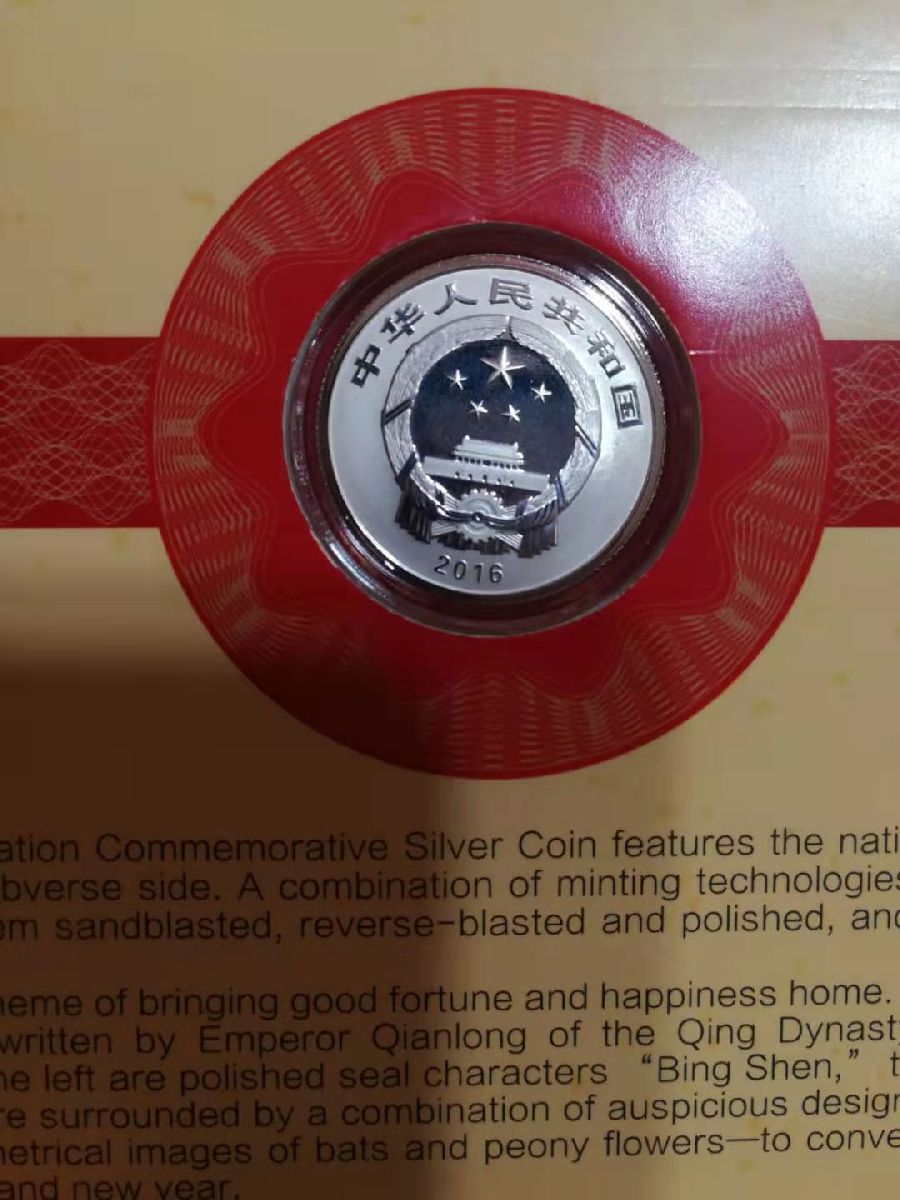 中华人民共和国
2016
ation Commemorative Silver Coin features the nati
bverse side. A combination of minting technologies
em sandblasted, reverse-blasted and polished, and
heme of bringing good fortune and happiness home.
written by Emperor Qianlong of the Qing Dynasty
he left are polished seal characters “Bing Shen,” t
re surrounded by a combination of auspicious design
metrical images of bats and peony flowers—to conve
and new year.